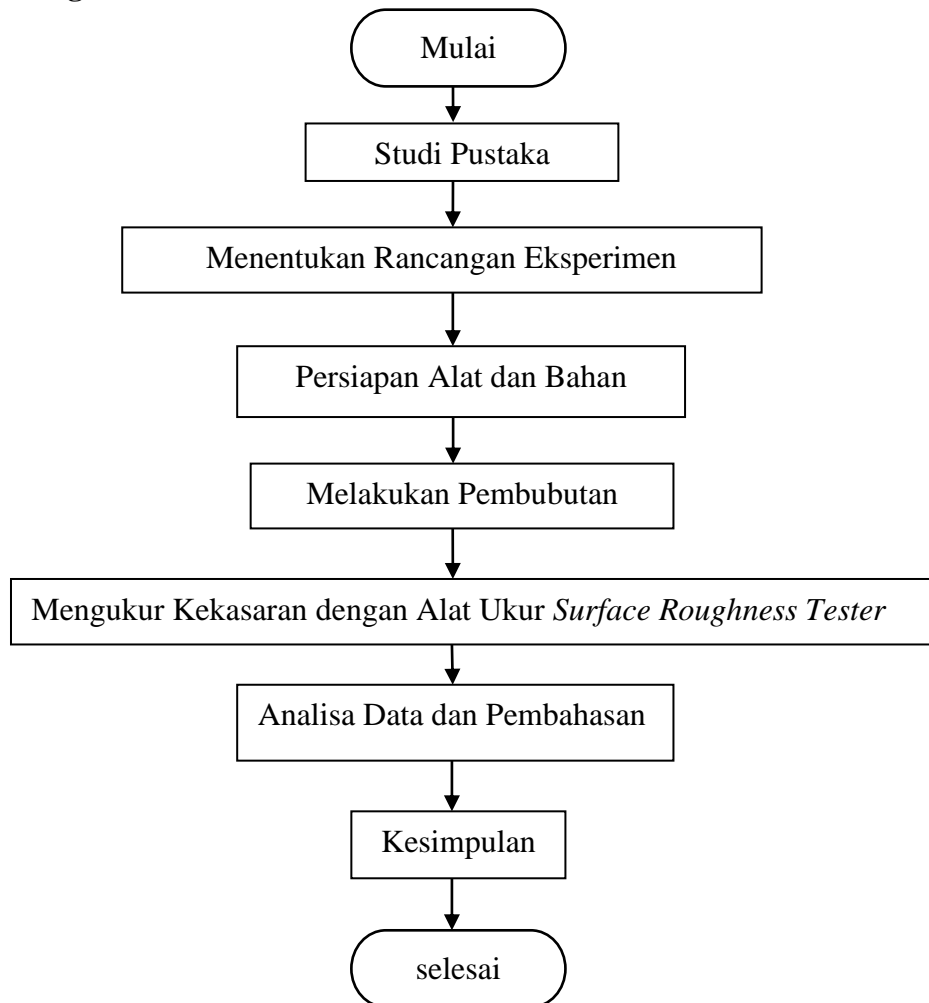 Mulai
Studi Pustaka
Menentukan Rancangan Eksperimen
Persiapan Alat dan Bahan
Melakukan Pembubutan
Mengukur Kekasaran dengan Alat Ukur Surface Roughness Tester
Analisa Data dan Pembahasan
Kesimpulan
selesai